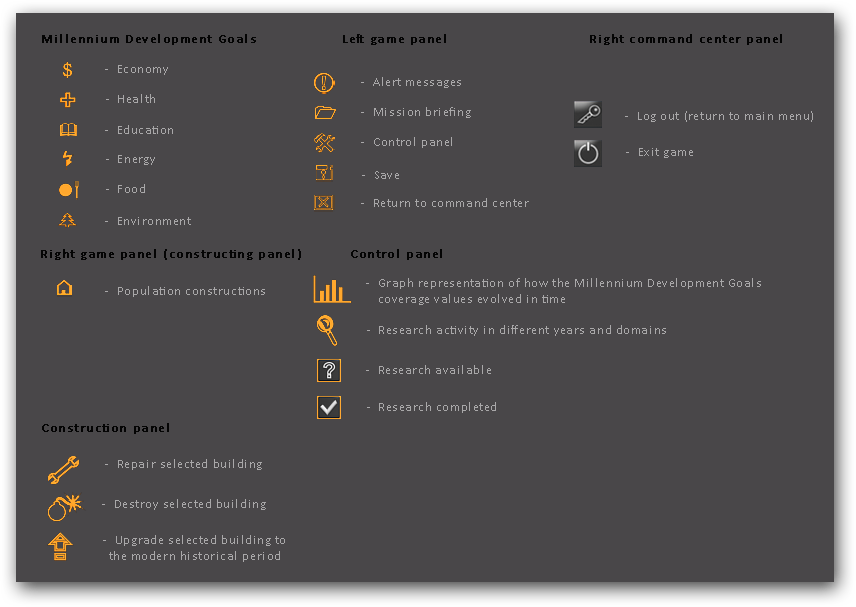 Millennium Development Goals
$ - Economy
- Health
- Education
- Energy
- Food
- Environment
Left game panel
- Alert messages
- Mission briefing
- Control panel
- Save
- Return to command center
Right command center panel
- Log out (return to main menu)
- Exit game
Right game panel (constructing panel)
- Population constructions
Control panel
- Graph representation of how the Millennium Development Goals
coverage values evolved in time
- Research activity in different years and domains
? - Research available
- Research completed
Construction panel
- Repair selected building
- Destroy selected building
- Upgrade selected building to
the modern historical period